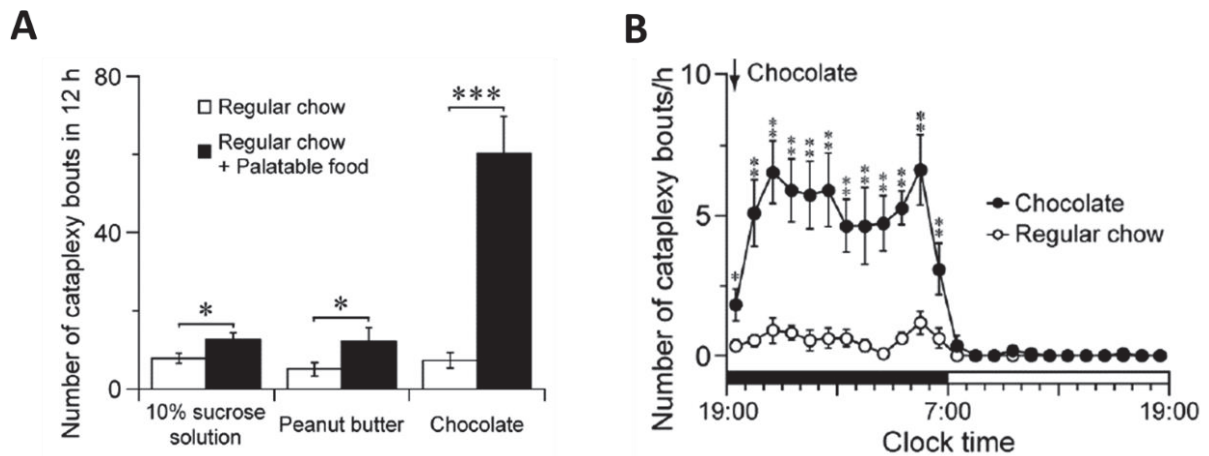 A
Number of cataplexy bouts in 12 h
80
40
0
Regular chow
Regular chow
+ Palatable food
*
*
***
10% sucrose
solution
Peanut butter
Chocolate
B
Number of cataplexy bouts/h
10
5
0
Chocolate
*
**
**
**
**
**
**
**
**
**
**
**
Chocolate
Regular chow
19:00
7:00
19:00
Clock time